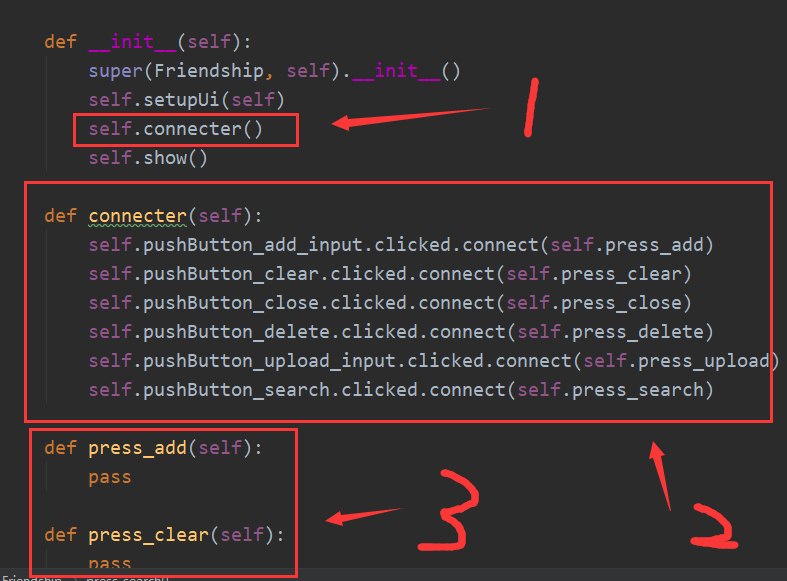 def __init__(self):
super(Friendship, self).__init__()
self.setupUi(self)
self.connecter()
1
self.show()
def connecter(self):
self.pushButton_add_input.clicked.connect(self.press_add)
self.pushButton_clear.clicked.connect(self.press_clear)
self.pushButton_close.clicked.connect(self.press_close)
self.pushButton_delete.clicked.connect(self.press_delete)
self.pushButton_upload_input.clicked.connect(self.press_upload)
self.pushButton_search.clicked.connect(self.press_search)
def press_add(self):
pass
3
2
def press_clear(self):
pass
Friendship > press_search()